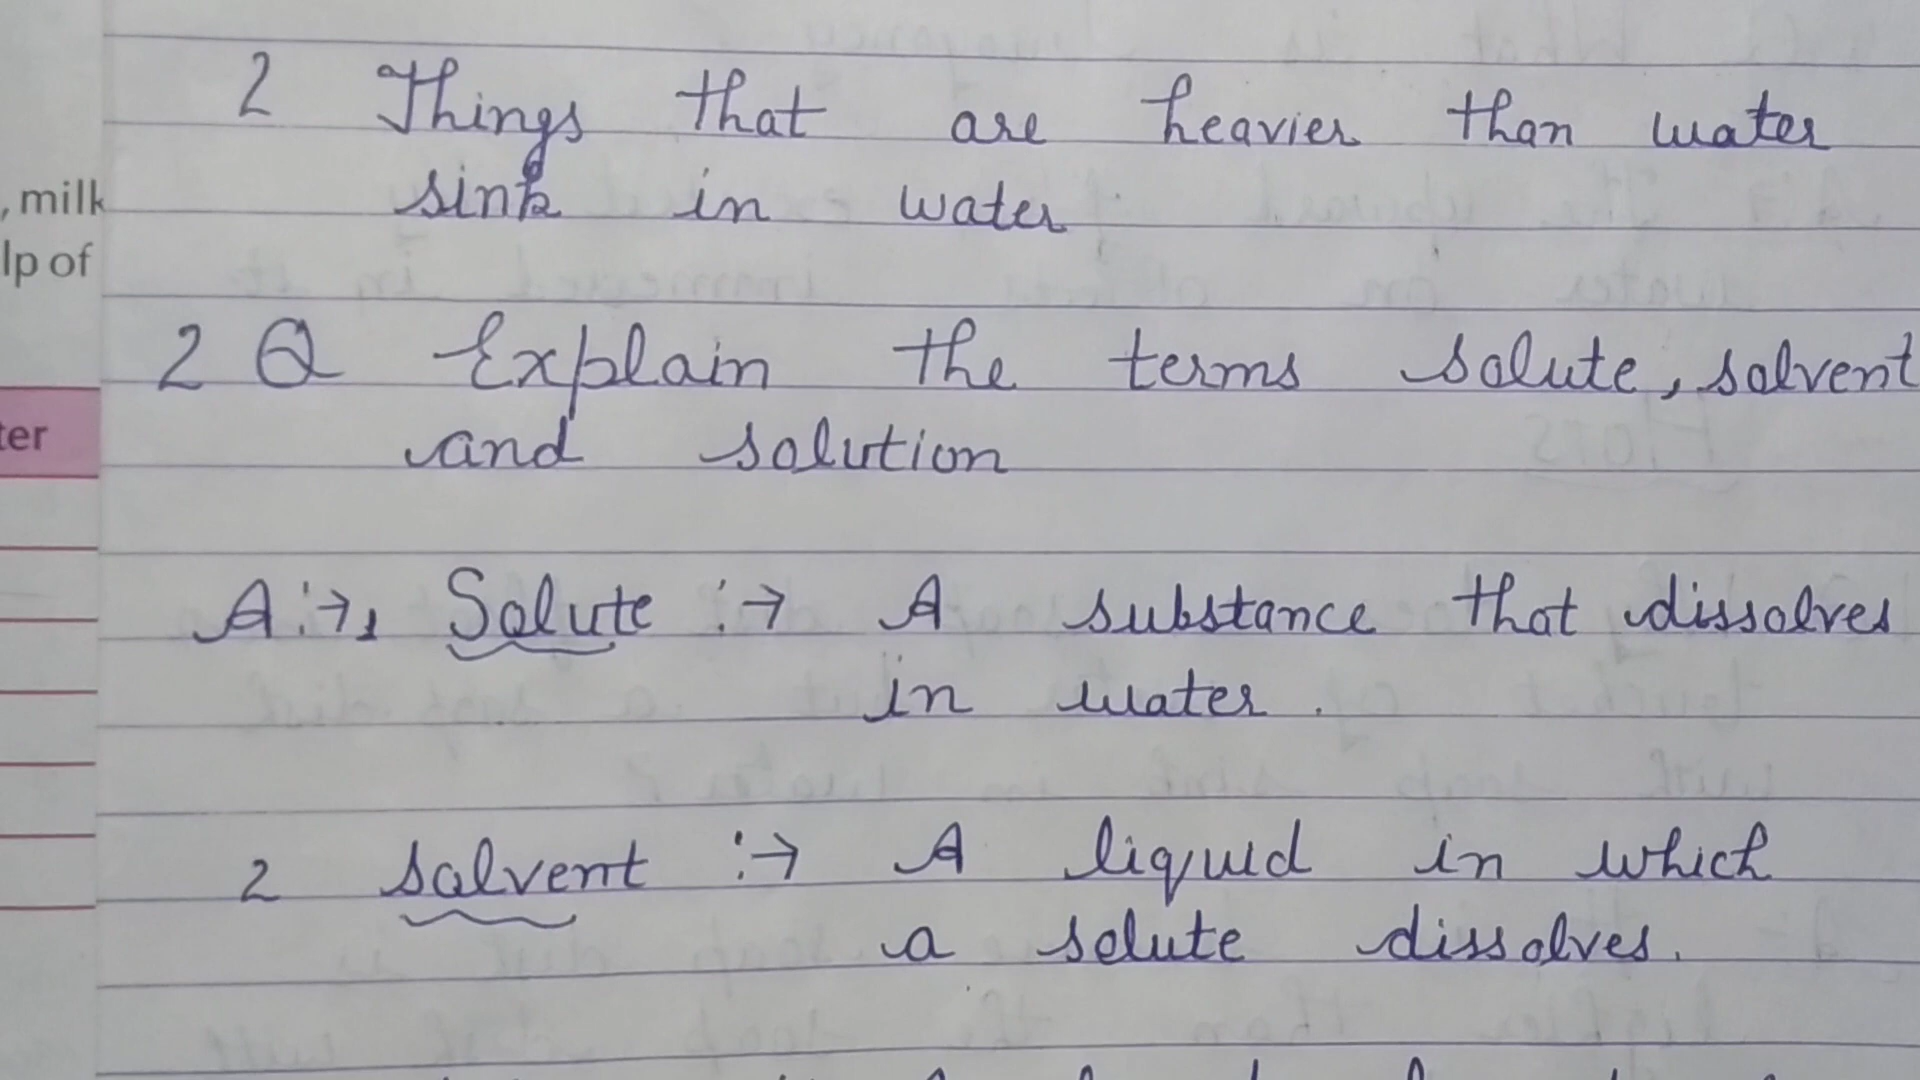 2 Things that are heavier than water
sink in water
, milk
lp of
2 Q Explain the terms solute, solvent
and solution
ter
A:→1 Solute :→ A substance that dissolves
in water.
2 solvent :→ A liquid in which
a solute dissolves.